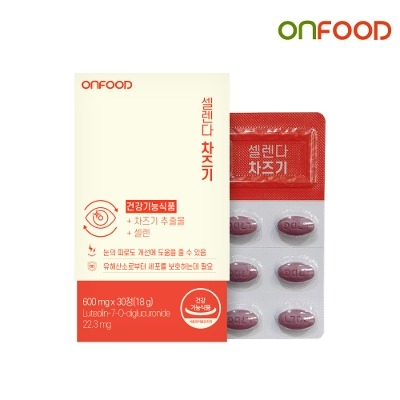 ONFOOD
ONFOOD
셀렌다 차즈기
건강기능식품
+ 차즈기 추출물
+ 셀렌
눈의 피로도 개선에 도움을 줄 수 있음
유해산소로부터 세포를 보호하는데 필요
600 mg x 30정(18 g)
Luteolin-7-O-diglucuronide
22.3 mg
건강
기능식품
셀렌다
차즈기